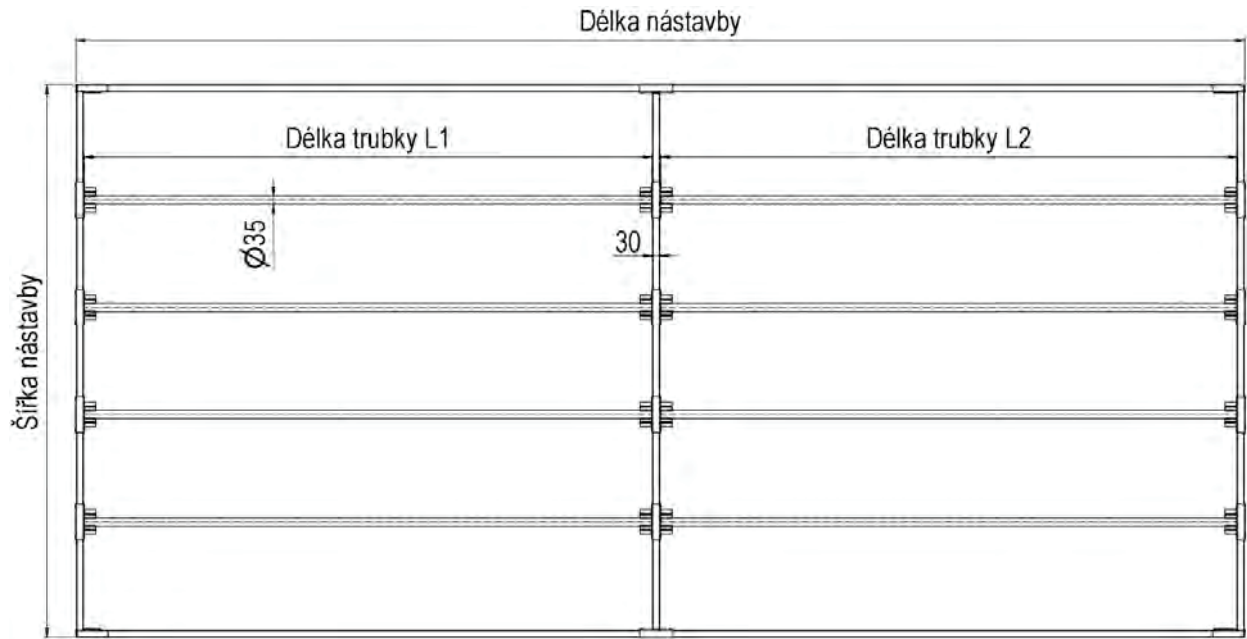 Délka nástavby
Délka trubky L1
Délka trubky L2
Ø35
30
Šířka nástavby